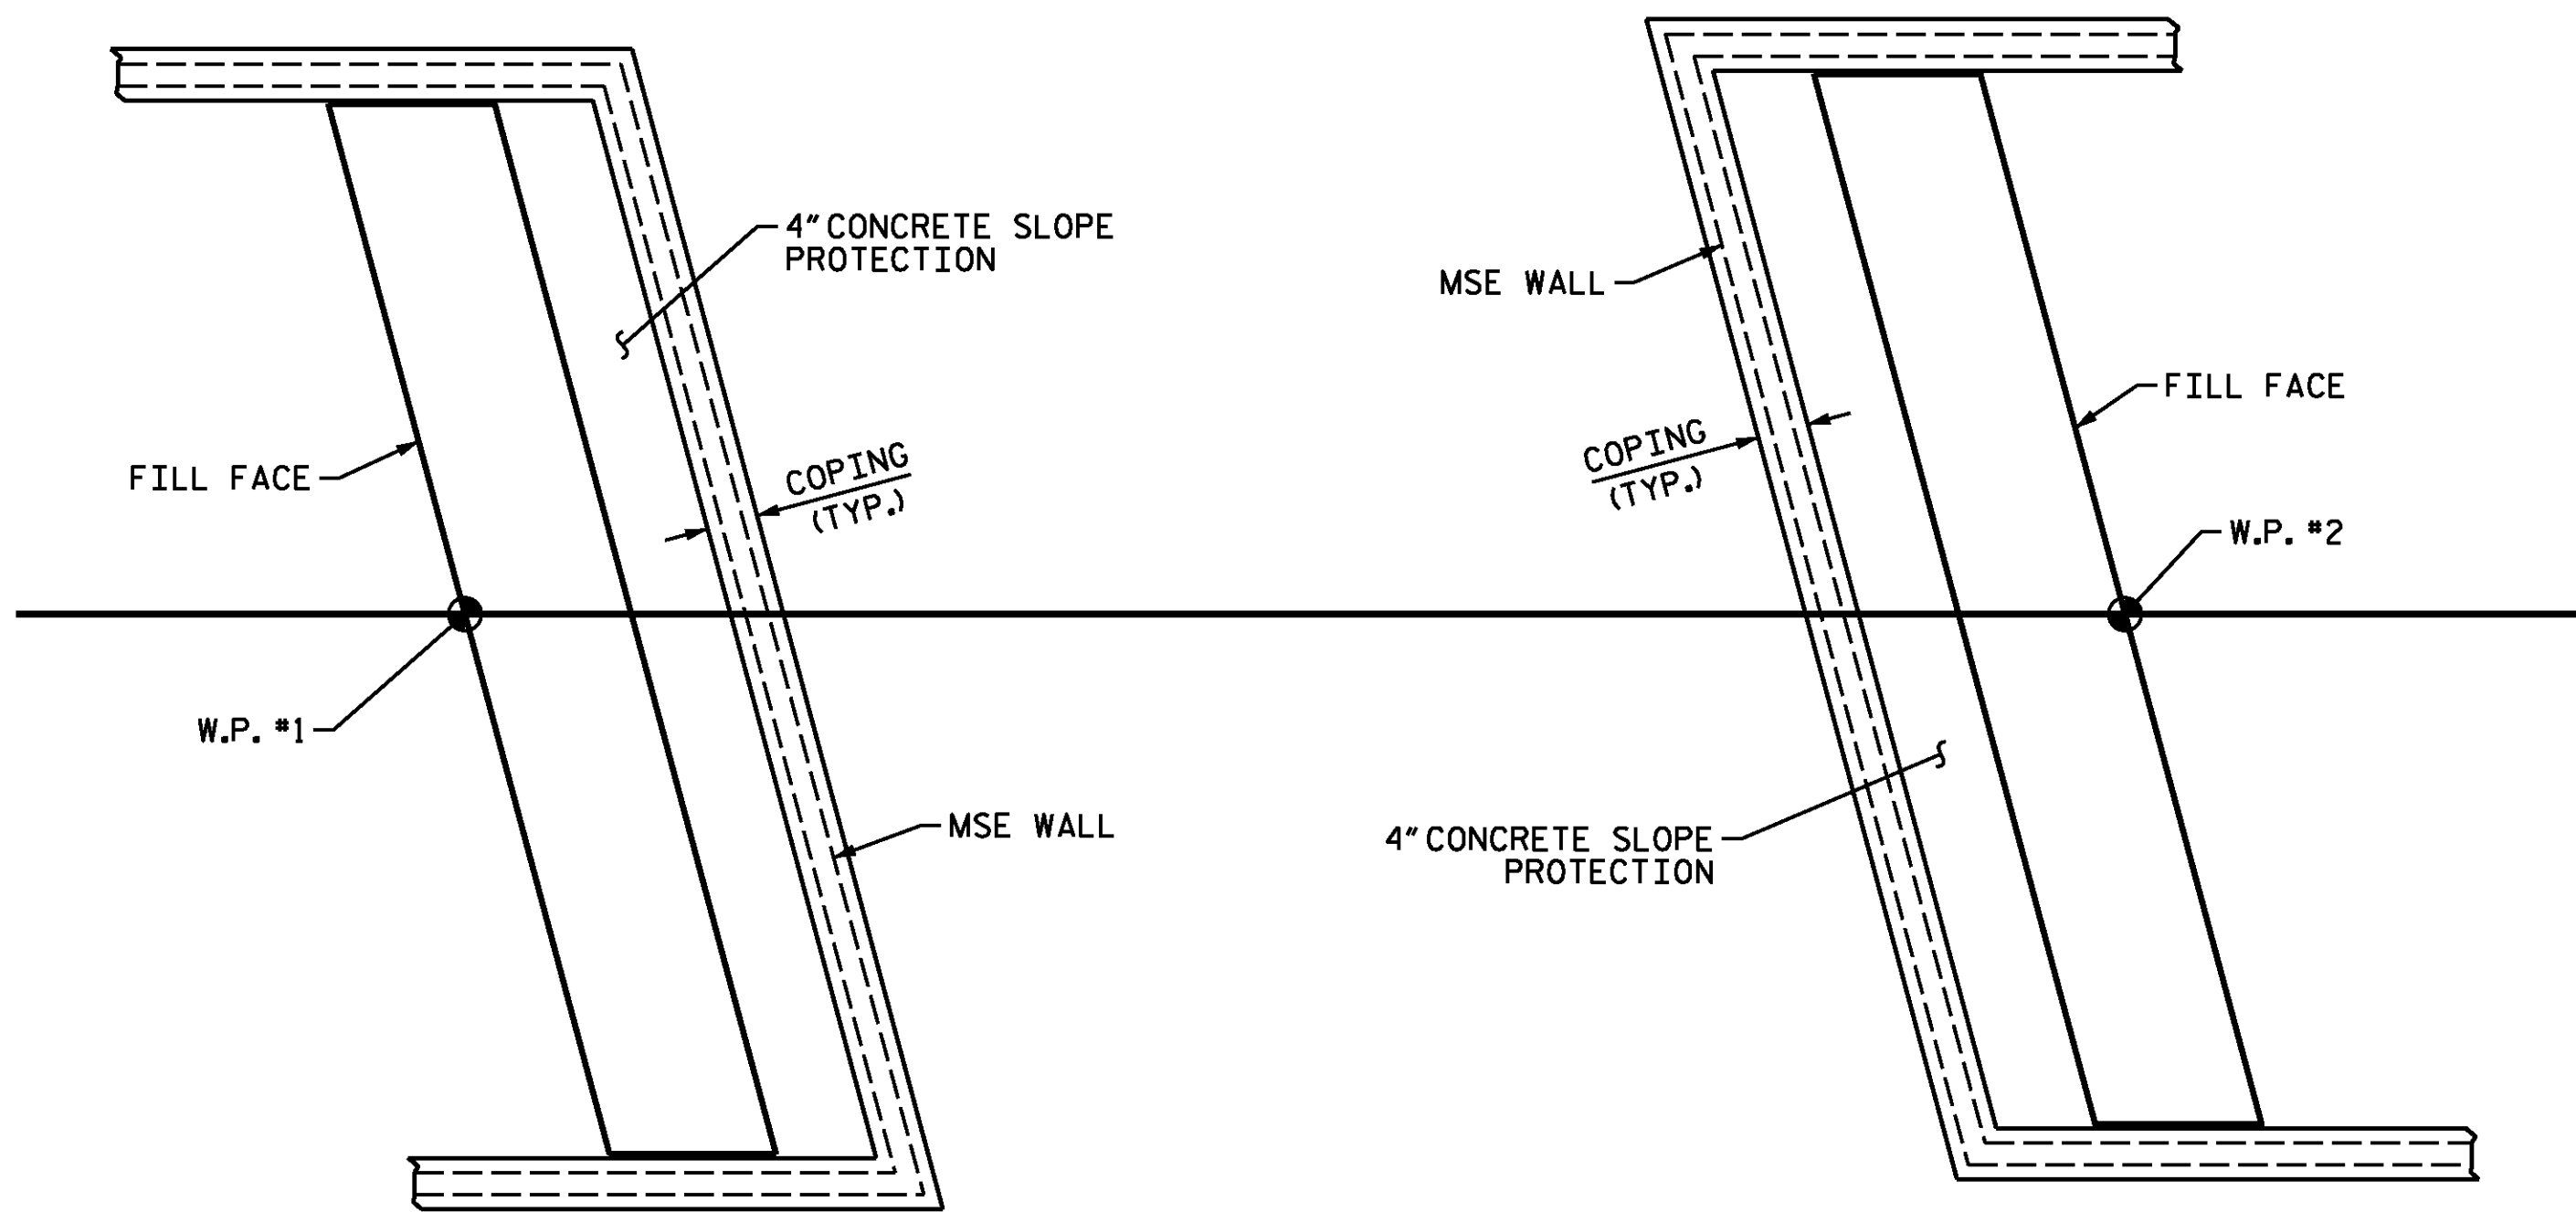 4" CONCRETE SLOPE
PROTECTION
FILL FACE
COPING
(TYP.)
W.P. #1
MSE WALL
MSE WALL
FILL FACE
COPING
(TYP.)
W.P. #2
4" CONCRETE SLOPE
PROTECTION